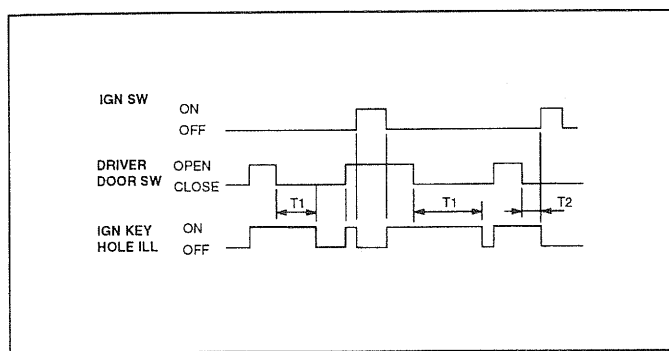 IGN SW
ON
OFF
DRIVER
DOOR SW
OPEN
CLOSE
T1
T1
T2
IGN KEY
HOLE ILL
ON
OFF